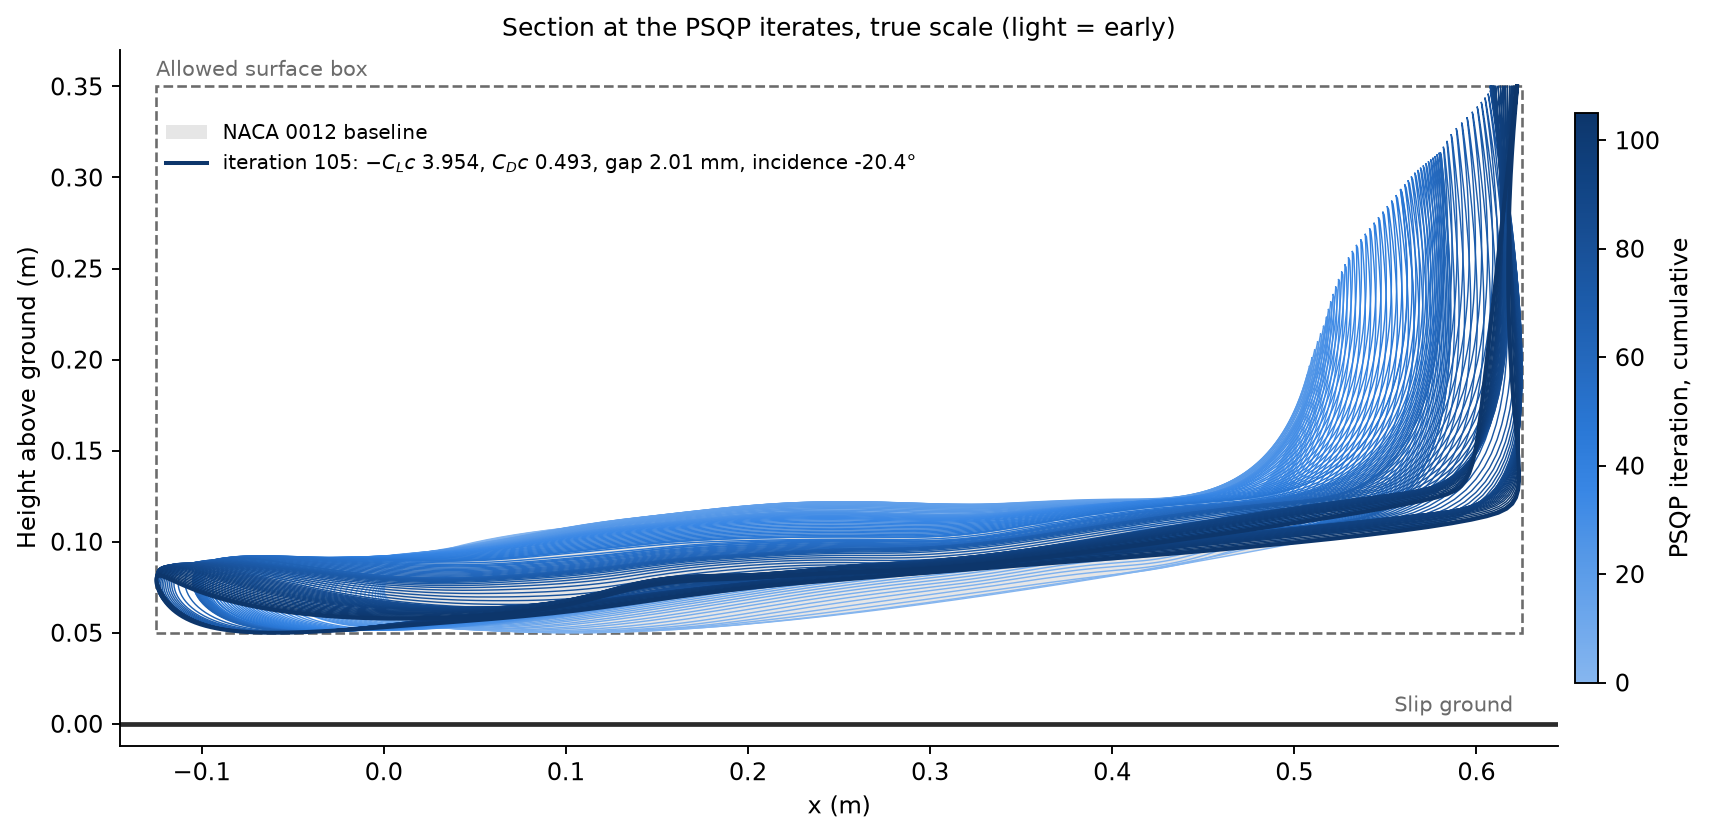 Section at the PSQP iterates, true scale (light = early)
Allowed surface box
NACA 0012 baseline
iteration 105: −C_Lc 3.954, C_Dc 0.493, gap 2.01 mm, incidence -20.4°
Height above ground (m)
0.35
0.30
0.25
0.20
0.15
0.10
0.05
0.00
Slip ground
−0.1
0.0
0.1
0.2
0.3
0.4
0.5
0.6
x (m)
100
80
60
40
20
0
PSQP iteration, cumulative